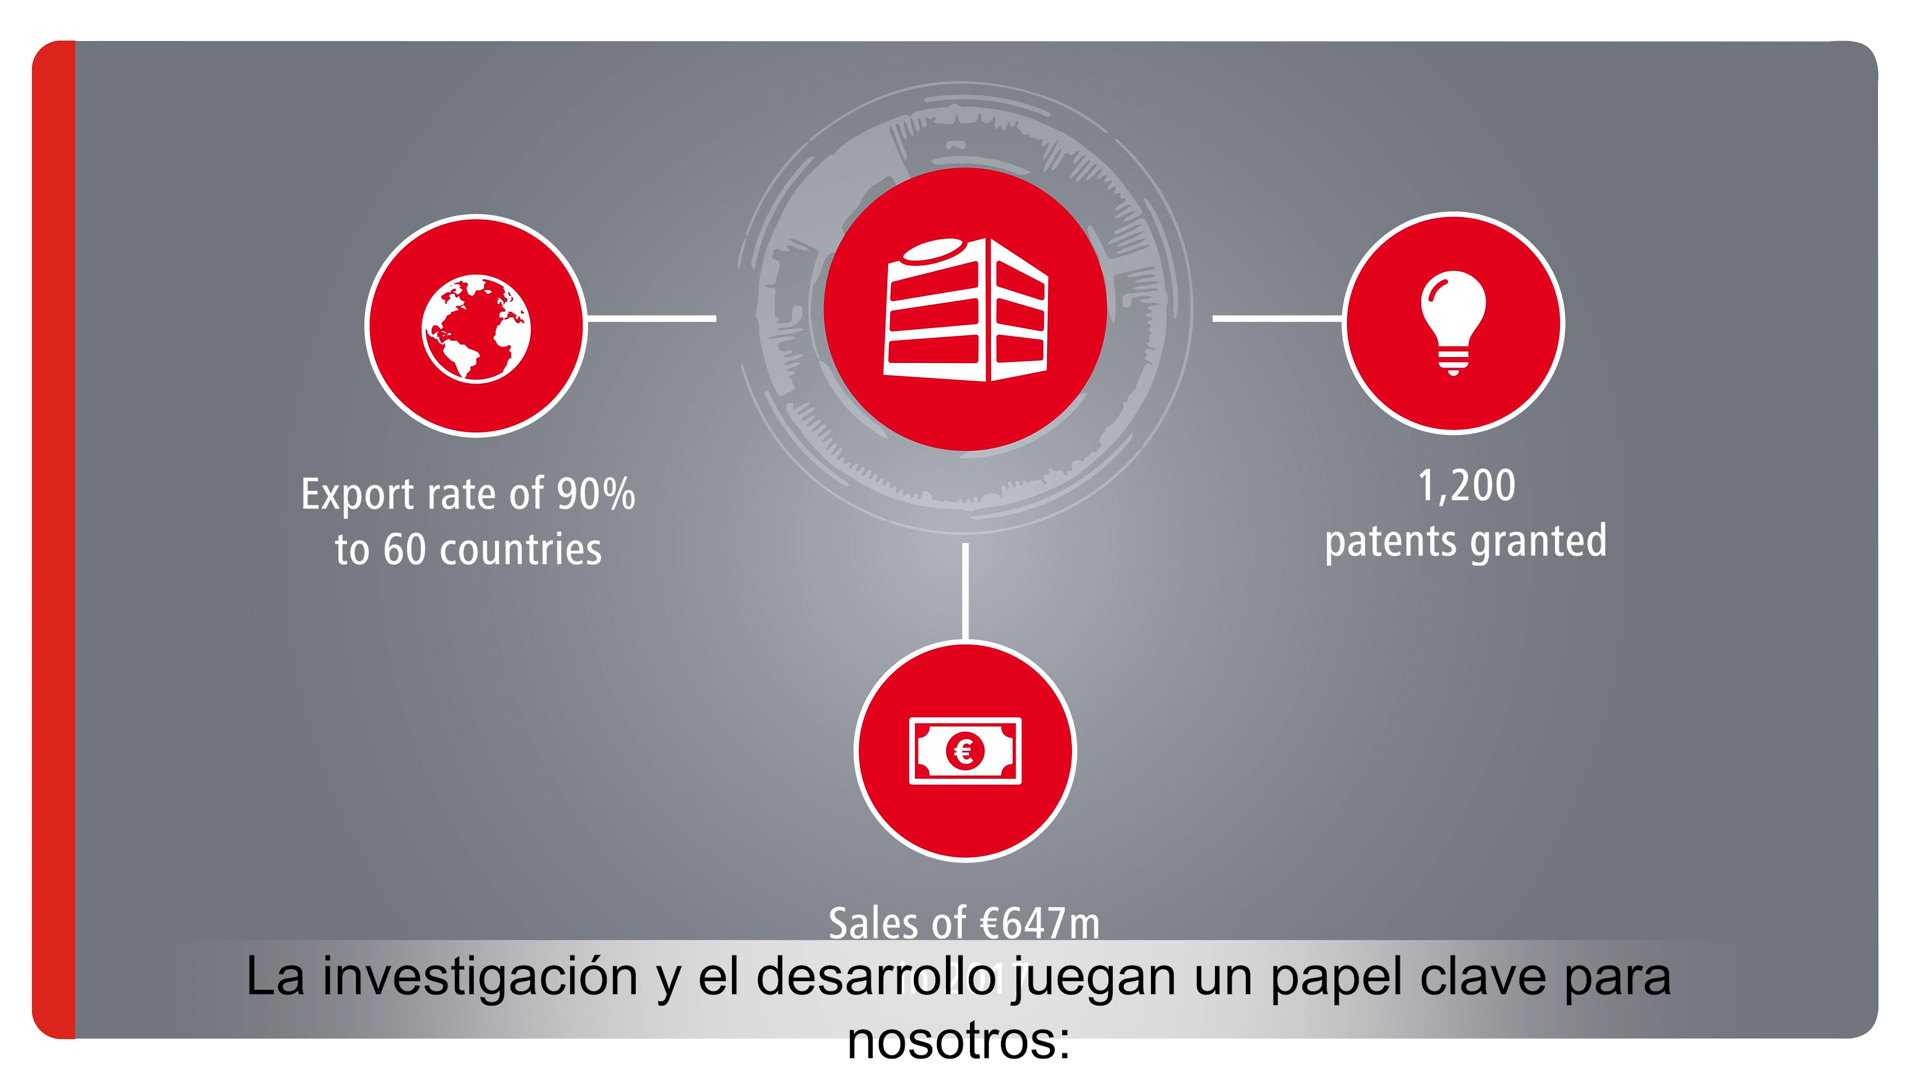 Export rate of 90%
to 60 countries
1,200
patents granted
€
Sales of €647m
La investigación y el desarrollo juegan un papel clave para
nosotros: